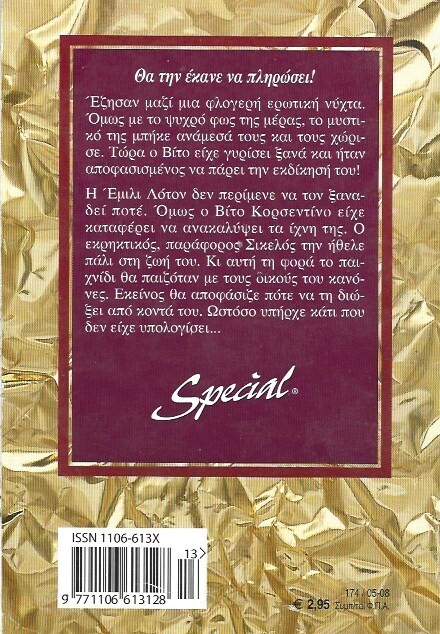 Θα την έκανε να πληρώσει!
Έζησαν μαζί μια φλογερή ερωτική νύχτα.
Όμως με το ψυχρό φως της μέρας, το μυστι-
κό της μπήκε ανάμεσά τους και τους χώρι-
σε. Τώρα ο Βίτο είχε γυρίσει ξανά και ήταν
αποφασισμένος να πάρει την εκδίκησή του!
Η Έμιλι Λότον δεν περίμενε να τον ξανα-
δεί ποτέ. Όμως ο Βίτο Κορσεντίνο είχε
καταφέρει να ανακαλύψει τα ίχνη της. Ο
εκρηκτικός, παράφορος Σικελός την ήθελε
πάλι στη ζωή του. Κι αυτή τη φορά το παι-
χνίδι θα παιζόταν με τους δικούς του κανό-
νες. Εκείνος θα αποφάσιζε πότε να τη διώ-
ξει από κοντά του. Ωστόσο υπήρχε κάτι που
δεν είχε υπολογίσει...
Special®
ISSN 1106-613X
13
9 771106 613128
174 / 05-08
€ 2,95 Συμπ/ται Φ.Π.Α.